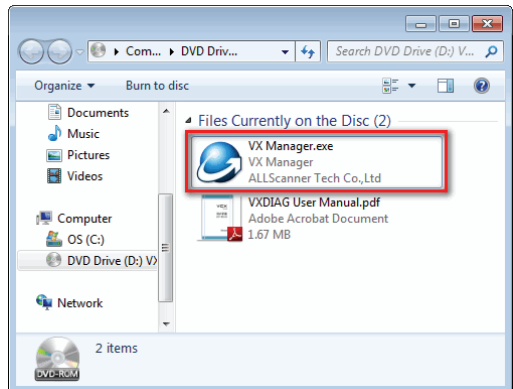 Com... DVD Driv... Search DVD Drive (D:) V...
Organize Burn to disc
Documents
Music
Pictures
Videos
Computer
OS (C:)
DVD Drive (D:) VX
Network
Files Currently on the Disc (2)
VX Manager.exe
VX Manager
ALLScanner Tech Co.,Ltd
VXDIAG User Manual.pdf
Adobe Acrobat Document
1.67 MB
2 items
DVD-ROM